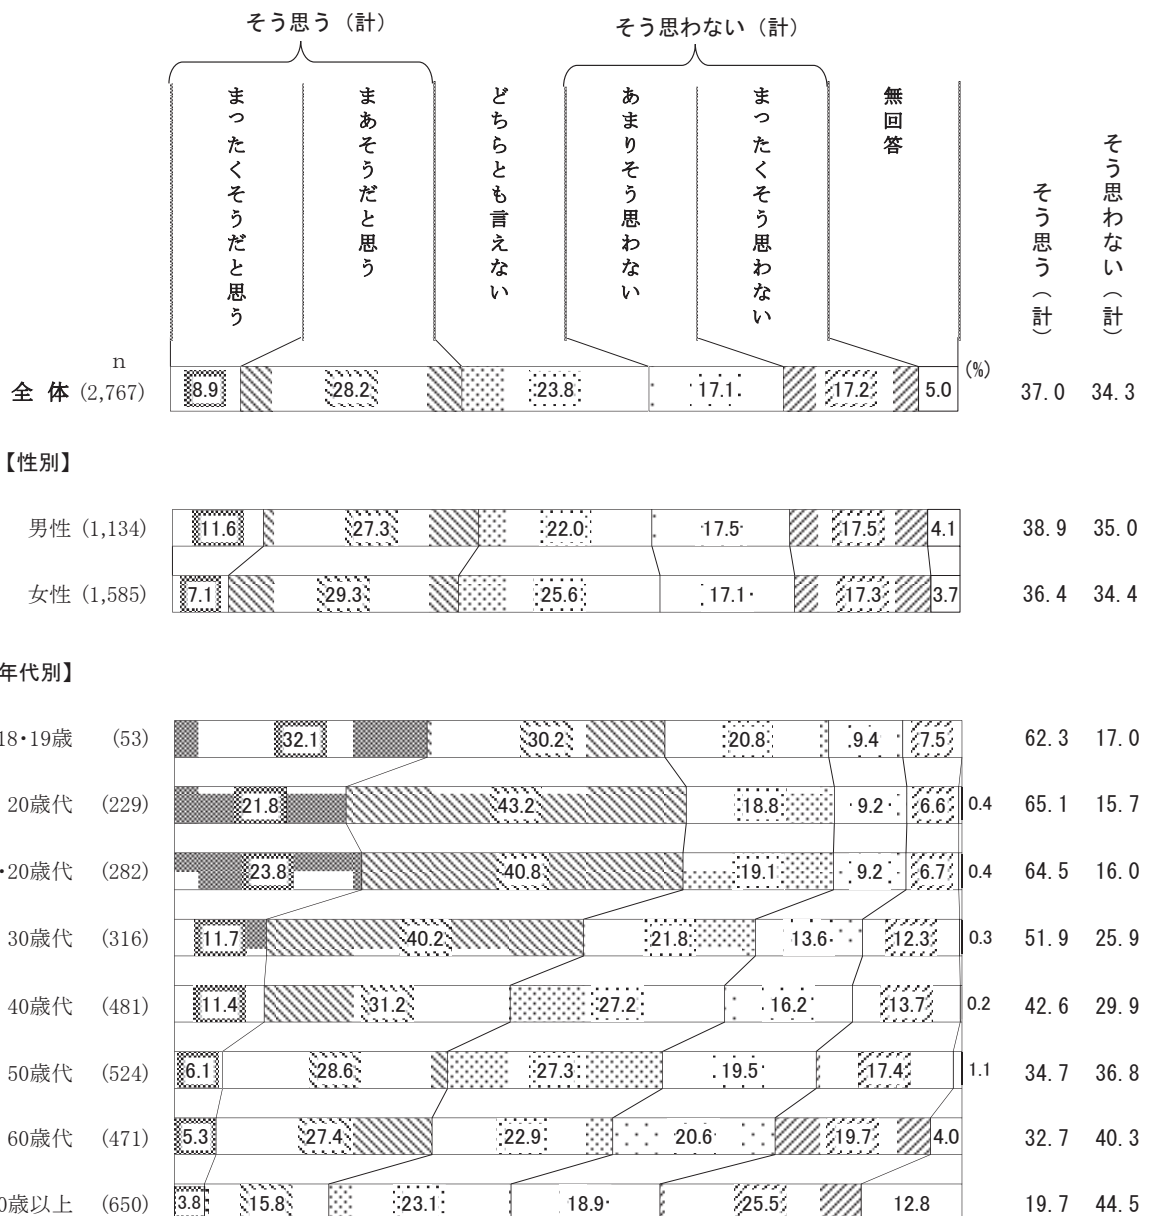 そう思う（計）
そう思わない（計）
まったくそうだと思う
まあそうだと思う
どちらとも言えない
あまりそう思わない
まったくそう思わない
無回答
そう思う（計）
そう思わない（計）
n
(%)
全 体 (2,767) 8.9 28.2 23.8 17.1 17.2 5.0 37.0 34.3
【性別】
男性 (1,134) 11.6 27.3 22.0 17.5 17.5 4.1 38.9 35.0
女性 (1,585) 7.1 29.3 25.6 17.1 17.3 3.7 36.4 34.4
年代別】
18・19歳 (53) 32.1 30.2 20.8 9.4 7.5 62.3 17.0
20歳代 (229) 21.8 43.2 18.8 9.2 6.6 0.4 65.1 15.7
・20歳代 (282) 23.8 40.8 19.1 9.2 6.7 0.4 64.5 16.0
30歳代 (316) 11.7 40.2 21.8 13.6 12.3 0.3 51.9 25.9
40歳代 (481) 11.4 31.2 27.2 16.2 13.7 0.2 42.6 29.9
50歳代 (524) 6.1 28.6 27.3 19.5 17.4 1.1 34.7 36.8
60歳代 (471) 5.3 27.4 22.9 20.6 19.7 4.0 32.7 40.3
0歳以上 (650) 3.8 15.8 23.1 18.9 25.5 12.8 19.7 44.5